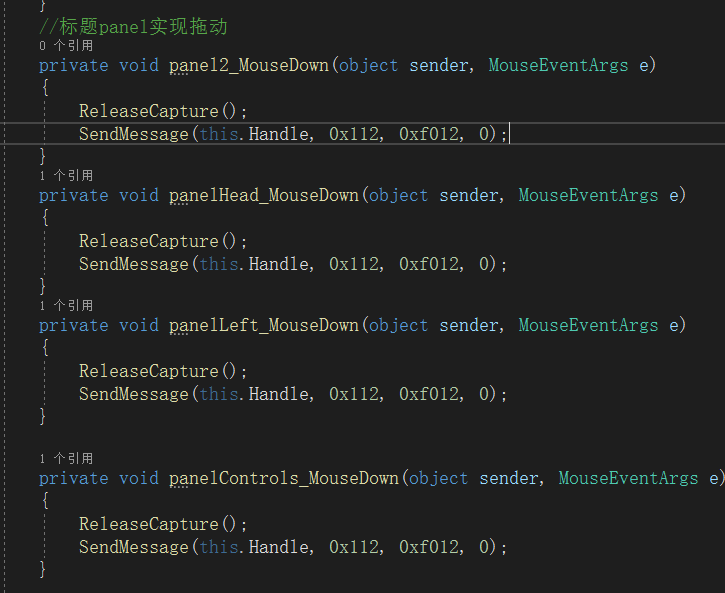 }
//标题panel实现拖动
0 个引用
private void panel2_MouseDown(object sender, MouseEventArgs e)
{
ReleaseCapture();
SendMessage(this.Handle, 0x112, 0xf012, 0);
}
1 个引用
private void panelHead_MouseDown(object sender, MouseEventArgs e)
{
ReleaseCapture();
SendMessage(this.Handle, 0x112, 0xf012, 0);
}
1 个引用
private void panelLeft_MouseDown(object sender, MouseEventArgs e)
{
ReleaseCapture();
SendMessage(this.Handle, 0x112, 0xf012, 0);
}
1 个引用
private void panelControls_MouseDown(object sender, MouseEventArgs e)
{
ReleaseCapture();
SendMessage(this.Handle, 0x112, 0xf012, 0);
}